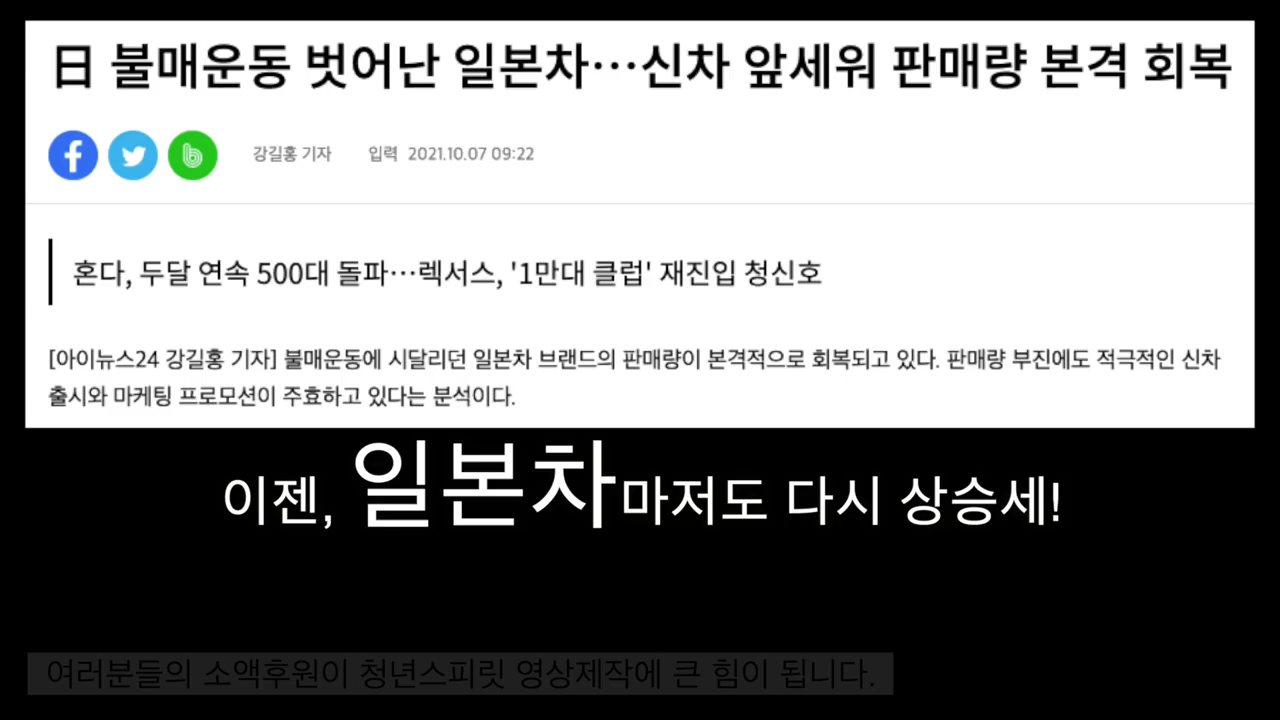 日 불매운동 벗어난 일본차…신차 앞세워 판매량 본격 회복
강길홍 기자 입력 2021.10.07 09:22
혼다, 두달 연속 500대 돌파…렉서스, '1만대 클럽' 재진입 청신호
[아이뉴스24 강길홍 기자] 불매운동에 시달리던 일본차 브랜드의 판매량이 본격적으로 회복되고 있다. 판매량 부진에도 적극적인 신차
출시와 마케팅 프로모션이 주효하고 있다는 분석이다.
이젠, 일본차마저도 다시 상승세!
여러분들의 소액후원이 청년스피릿 영상제작에 큰 힘이 됩니다.